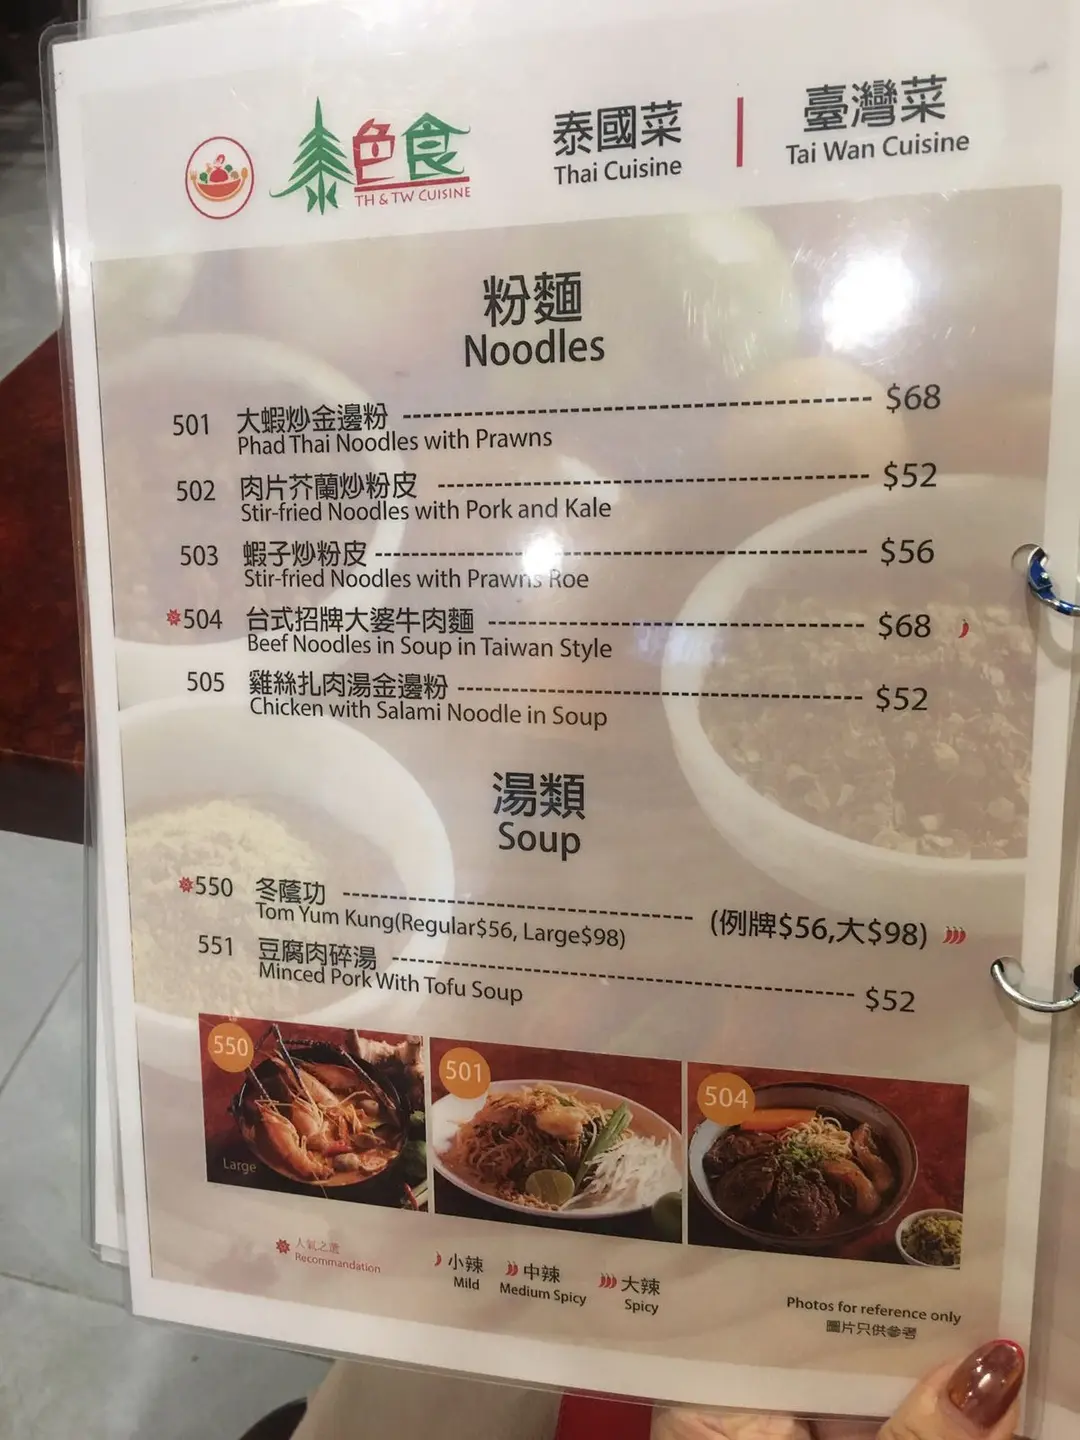 泰色食
TH & TW CUISINE
泰國菜
Thai Cuisine
臺灣菜
Tai Wan Cuisine
粉麵
Noodles
501 大蝦炒金邊粉 $68
Phad Thai Noodles with Prawns
502 肉片芥蘭炒粉皮 $52
Stir-fried Noodles with Pork and Kale
503 蝦子炒粉皮 $56
Stir-fried Noodles with Prawns Roe
504 台式招牌大婆牛肉麵 $68
Beef Noodles in Soup in Taiwan Style
505 雞絲扎肉湯金邊粉 $52
Chicken with Salami Noodle in Soup
湯類
Soup
550 冬蔭功 (例牌$56,大$98)
Tom Yum Kung(Regular$56, Large$98)
551 豆腐肉碎湯 $52
Minced Pork With Tofu Soup
550
Large
501
504
人氣之選
Recommandation
小辣
Mild
中辣
Medium Spicy
大辣
Spicy
Photos for reference only
圖片只供參考